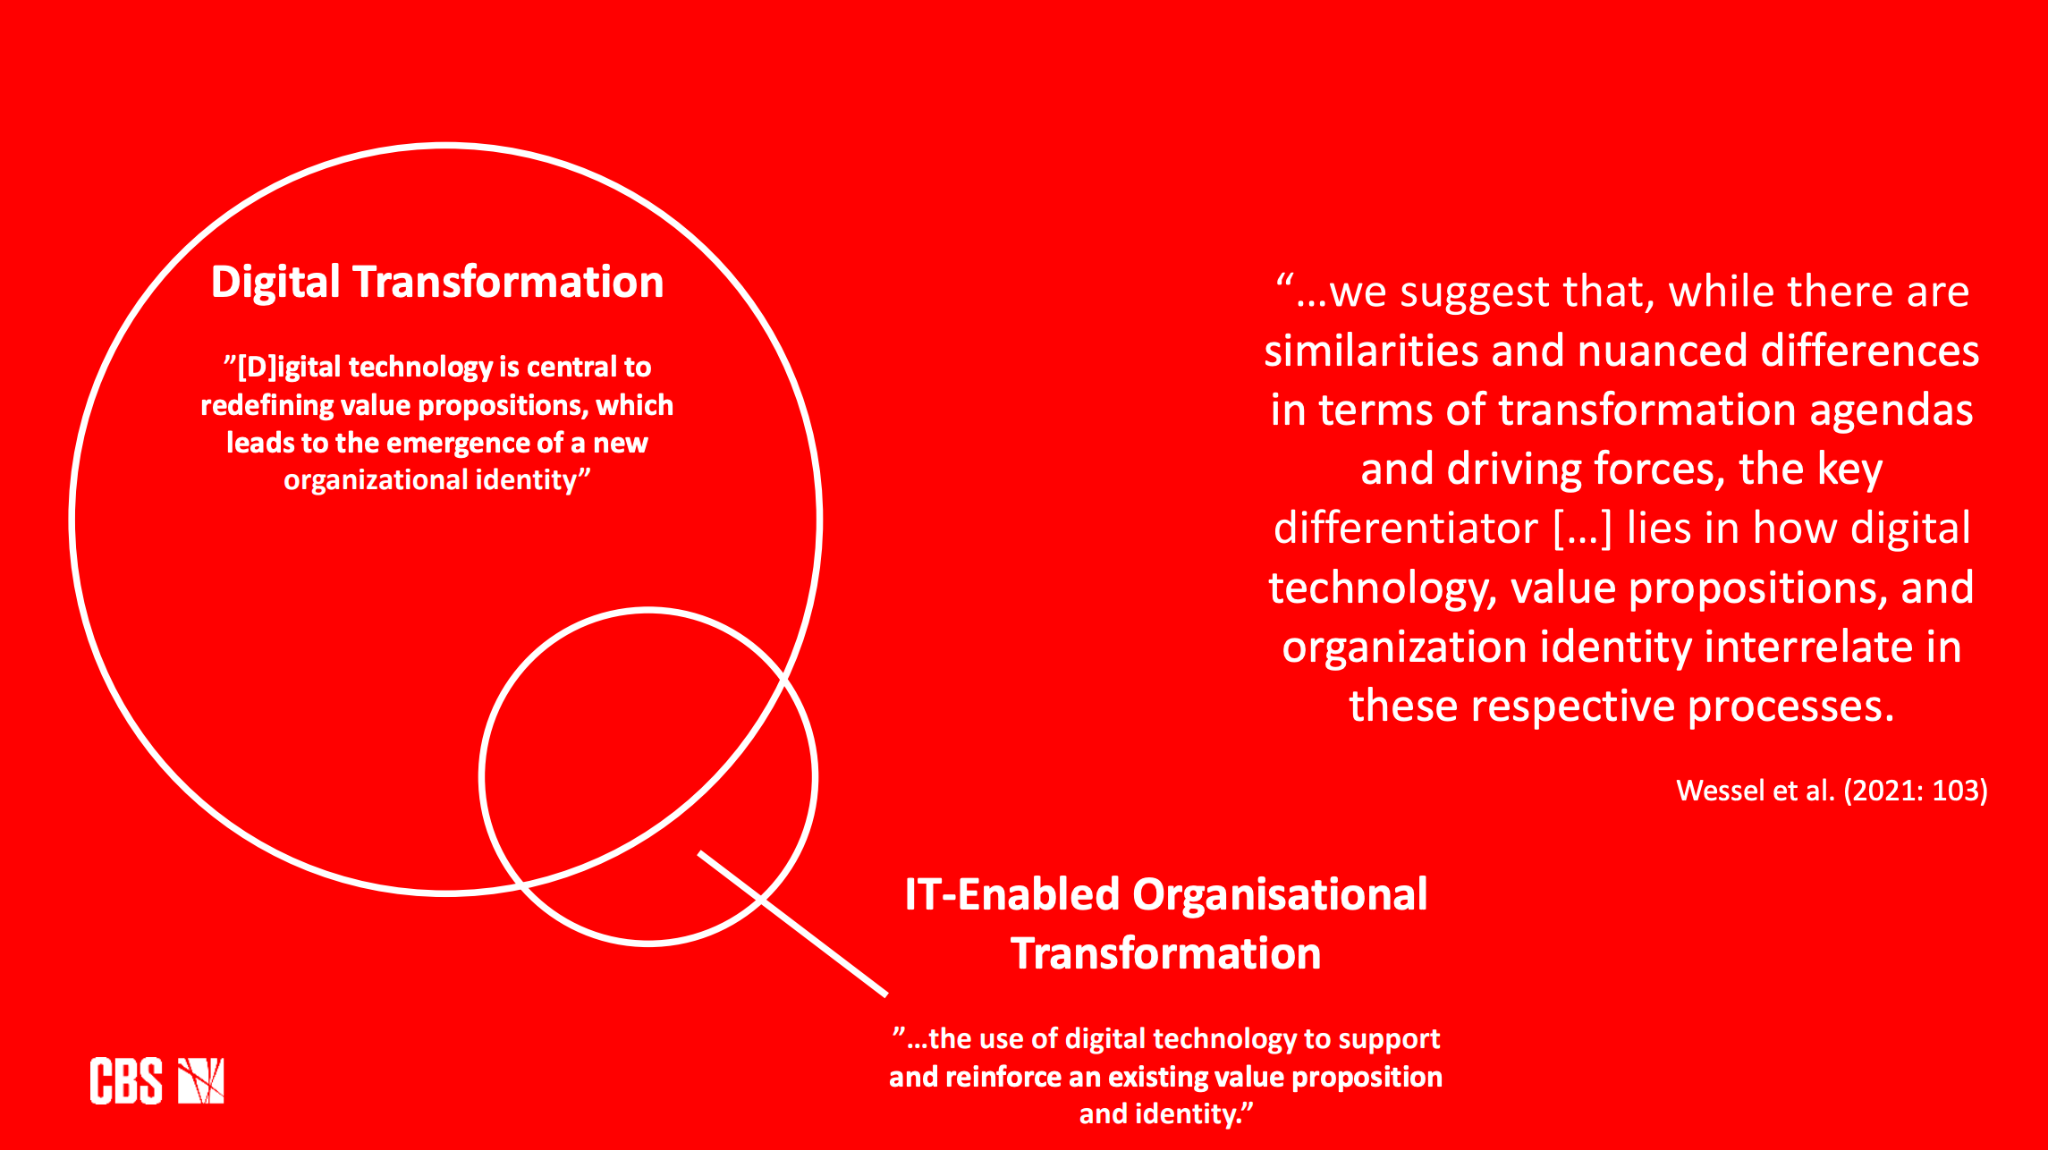 Digital Transformation
”[D]igital technology is central to
redefining value propositions, which
leads to the emergence of a new
organizational identity”
“…we suggest that, while there are
similarities and nuanced differences
in terms of transformation agendas
and driving forces, the key
differentiator […] lies in how digital
technology, value propositions, and
organization identity interrelate in
these respective processes.
Wessel et al. (2021: 103)
IT-Enabled Organisational
Transformation
”…the use of digital technology to support
and reinforce an existing value proposition
and identity.”
CBS